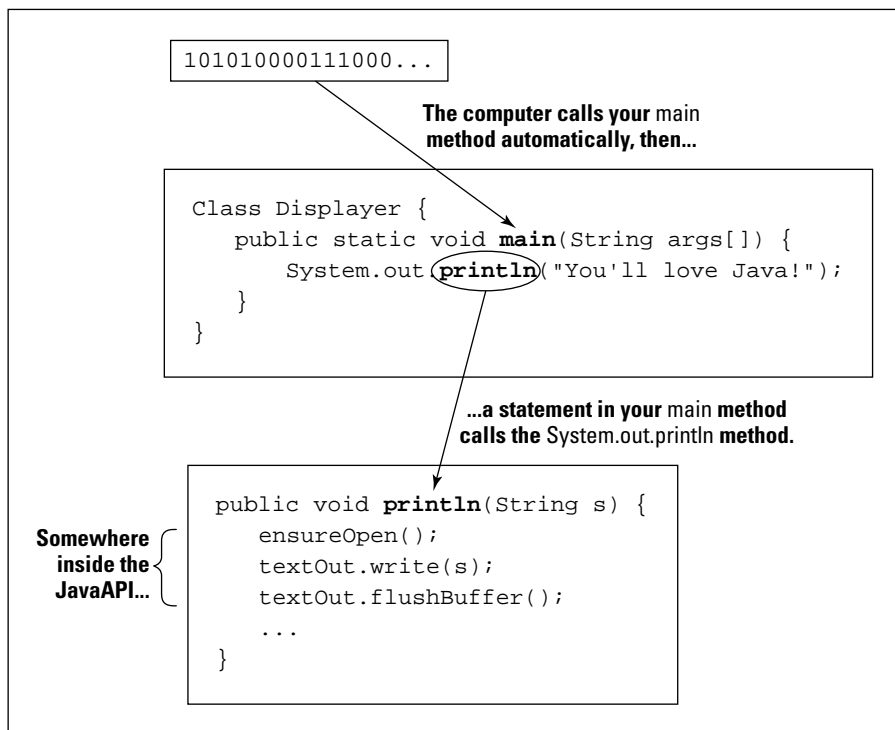 101010000111000...
The computer calls your main
method automatically, then...
Class Displayer {
public static void main(String args[]) {
System.out.println("You'll love Java!");
}
}
...a statement in your main method
calls the System.out.println method.
public void println(String s) {
ensureOpen();
textOut.write(s);
textOut.flushBuffer();
...
}
Somewhere
inside the
JavaAPI...